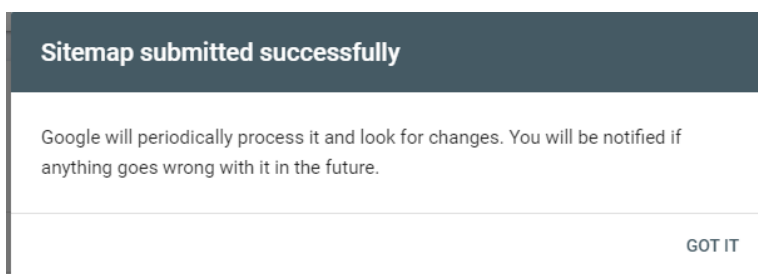 Sitemap submitted successfully
Google will periodically process it and look for changes. You will be notified if
anything goes wrong with it in the future.
GOT IT